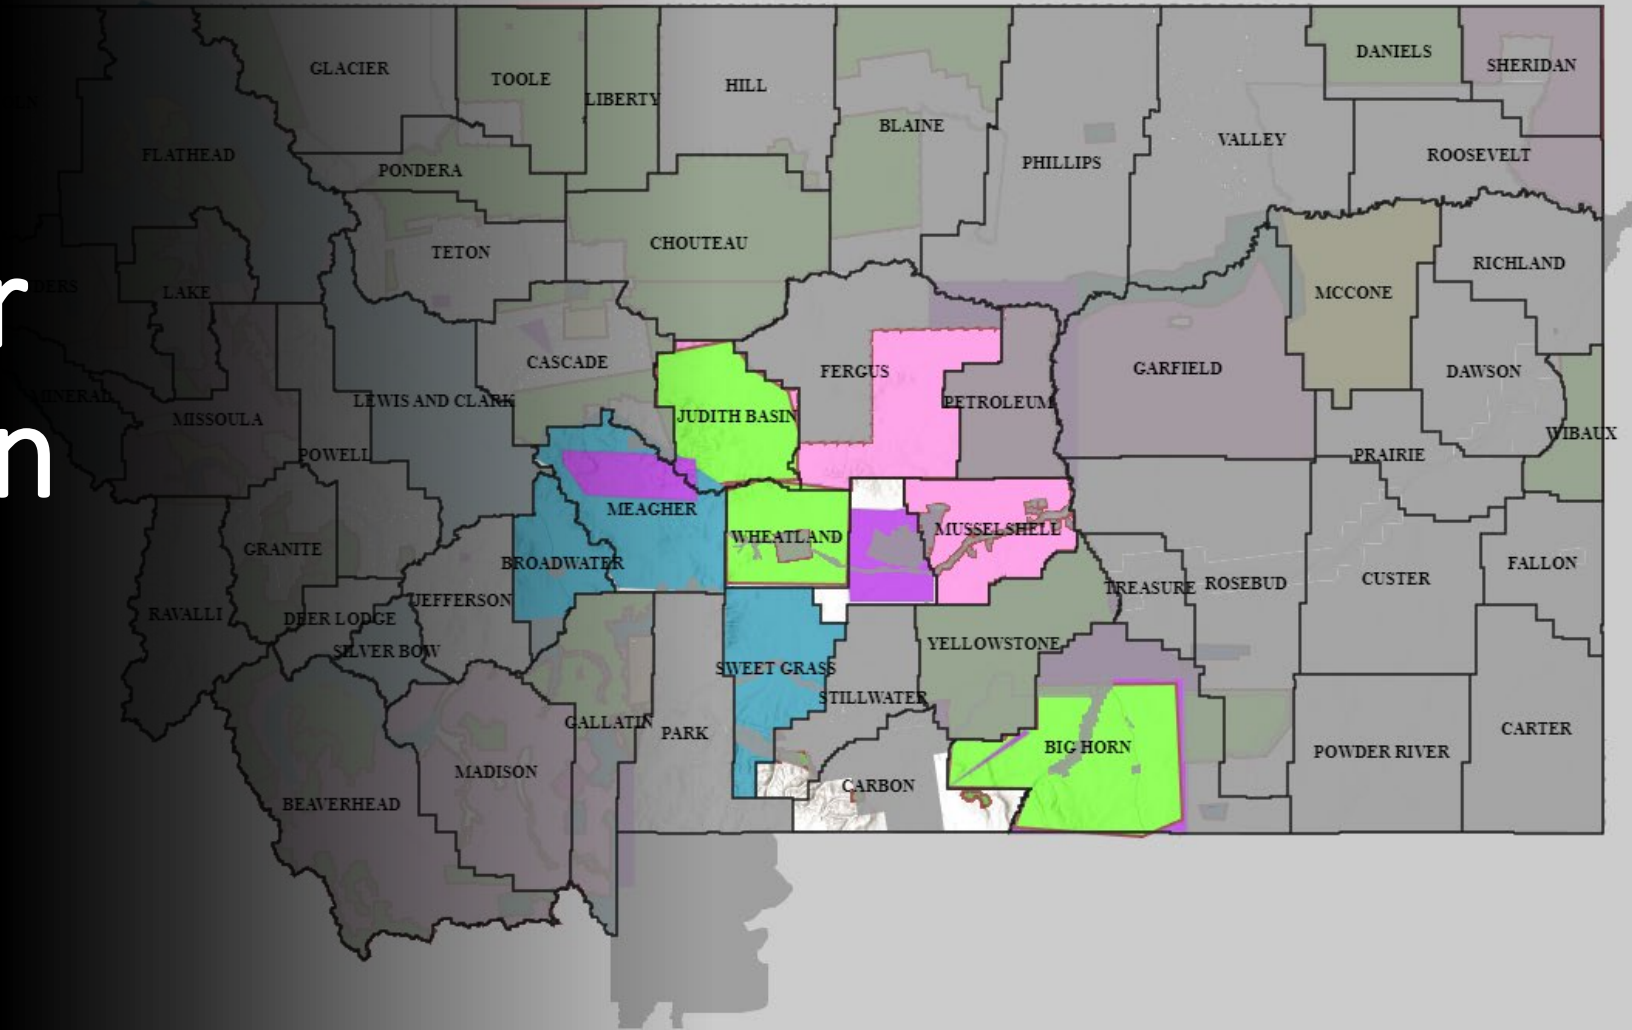 GLACIER
TOOLE
LIBERTY
HILL
BLAINE
PHILLIPS
VALLEY
DANIELS
SHERIDAN
ROOSEVELT
FLATHEAD
PONDERA
CHOUTEAU
TETON
LAKE
DERS
RICHLAND
MCCONE
r
CASCADE
FERGUS
GARFIELD
DAWSON
MINERAL
MISSOULA
LEWIS AND CLARK
JUDITH BASIN
PETROLEUM
WIBAUX
n
POWELL
PRAIRIE
MEAGHER
WHEATLAND
MUSSELSHELL
GRANITE
BROADWATER
TREASURE
ROSEBUD
CUSTER
FALLON
RAVALLI
DEER LODGE
JEFFERSON
SILVER BOW
YELLOWSTONE
SWEET GRASS
STILLWATER
GALLATIN
PARK
BIG HORN
POWDER RIVER
CARTER
MADISON
CARBON
BEAVERHEAD